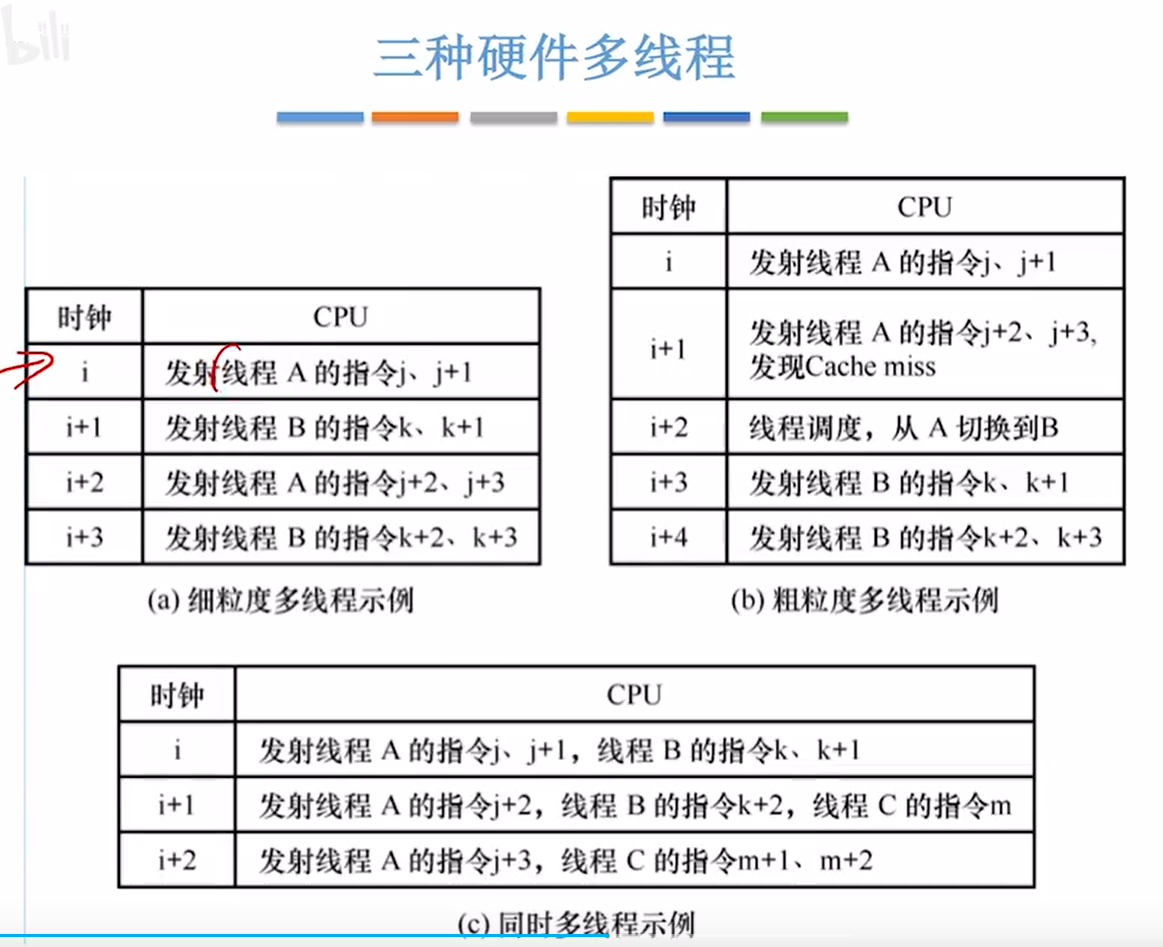 bili
三种硬件多线程
时钟 CPU
i 发射线程 A 的指令j、j+1
i+1 发射线程 B 的指令k、k+1
i+2 发射线程 A 的指令j+2、j+3
i+3 发射线程 B 的指令k+2、k+3
(a) 细粒度多线程示例
时钟 CPU
i 发射线程 A 的指令j、j+1
i+1 发射线程 A 的指令j+2、j+3,
发现Cache miss
i+2 线程调度，从 A 切换到B
i+3 发射线程 B 的指令k、k+1
i+4 发射线程 B 的指令k+2、k+3
(b) 粗粒度多线程示例
时钟 CPU
i 发射线程 A 的指令j、j+1，线程 B 的指令k、k+1
i+1 发射线程 A 的指令j+2，线程 B 的指令k+2，线程 C 的指令m
i+2 发射线程 A 的指令j+3，线程 C 的指令m+1、m+2
(c) 同时多线程示例